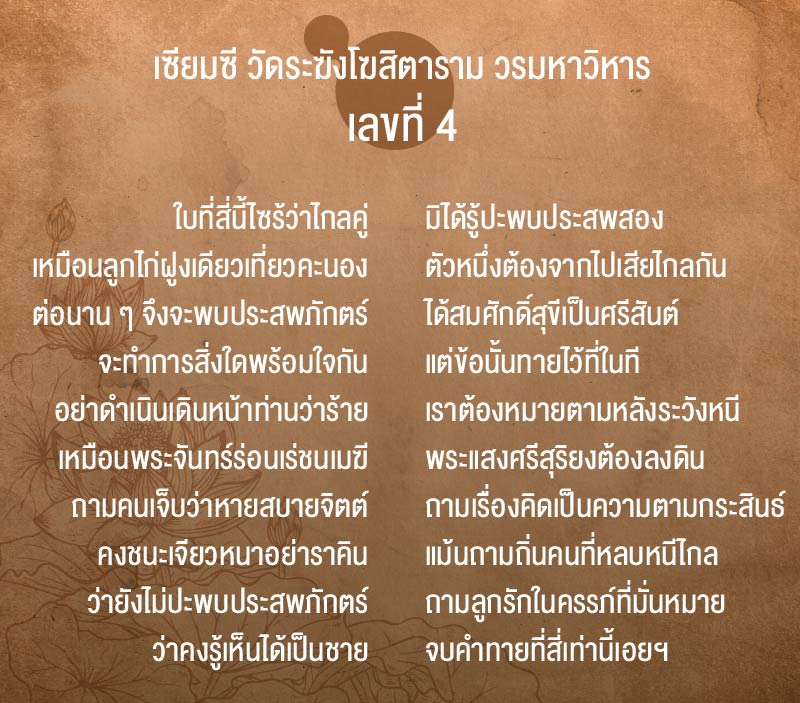 เซียมซี วัดระฆังโฆสิตาราม วรมหาวิหาร
เลขที่ 4
ใบที่สี่นี้ไซร้ว่าไกลคู่ มิได้รู้ปะพบประสพสอง
เหมือนลูกไก่ฝูงเดียวเที่ยวคะนอง ตัวหนึ่งต้องจากไปเสียไกลกัน
ต่อนาน ๆ จึงจะพบประสพภักตร์ ได้สมศักดิ์สุขีเป็นศรีสันต์
จะทำการสิ่งใดพร้อมใจกัน แต่ข้อนั้นทายไว้ที่ในที
อย่าดำเนินเดินหน้าท่านว่าร้าย เราต้องหมายตามหลังระวังหนี
เหมือนพระจันทร์ร่อนเร่ชนเมฆี พระแสงศรีสุริยงต้องลงดิน
ถามคนเจ็บว่าหายสบายจิตต์ ถามเรื่องคิดเป็นความตามกระสินธ์
คงชนะเจียวหนาอย่าราคิน แม้นถามถิ่นคนที่หลบหนีไกล
ว่ายังไม่ปะพบประสพภักตร์ ถามลูกรักในครรภ์ที่มั่นหมาย
ว่าคงรู้เห็นได้เป็นชาย จบคำทายที่สี่เท่านี้เอยฯ